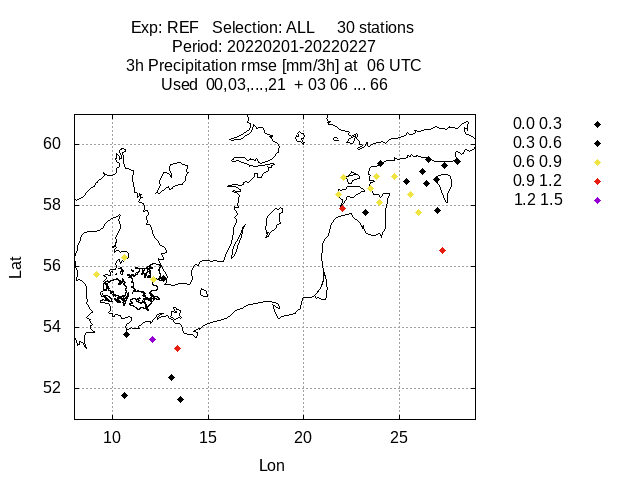 Exp: REF   Selection: ALL     30 stations
Period: 20220201-20220227
3h Precipitation rmse [mm/3h] at  06 UTC
Used  00,03,...,21  + 03 06 ... 66
0.0 0.3
0.3 0.6
0.6 0.9
0.9 1.2
1.2 1.5
60
58
56
54
52
Lat
10 15 20 25
Lon